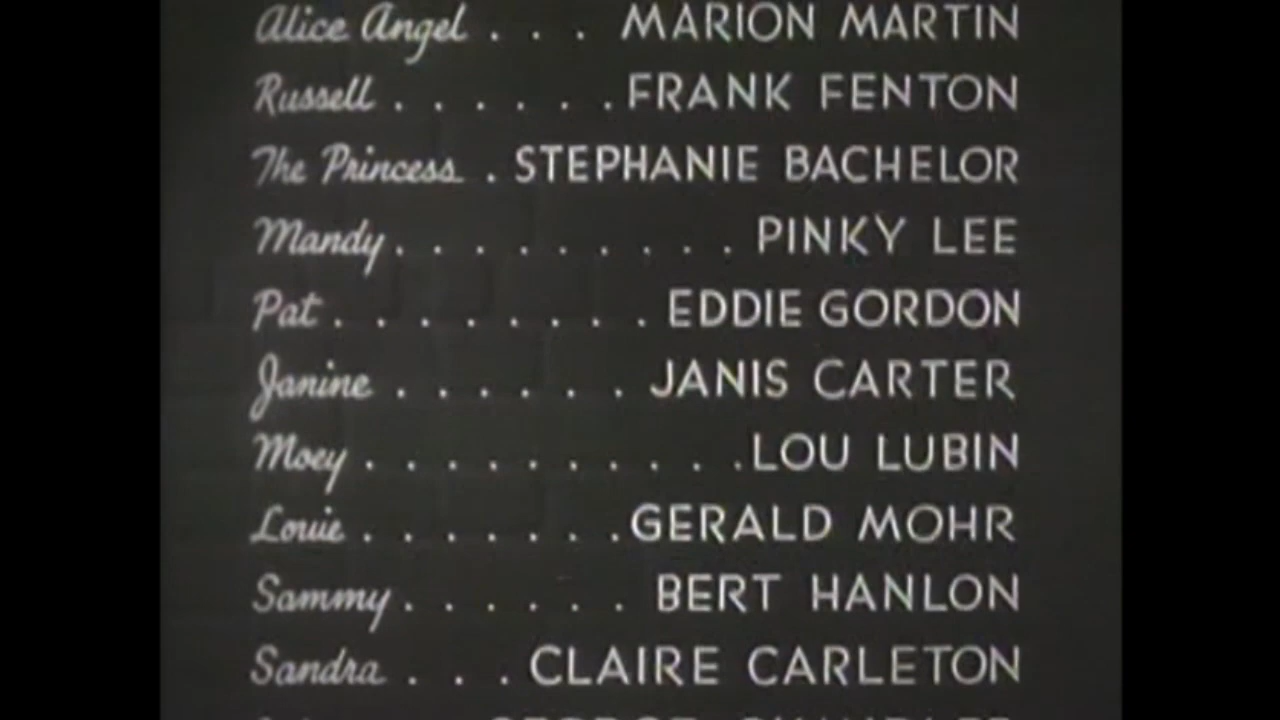 Alice Angel . . . MARION MARTIN
Russell . . . . . . FRANK FENTON
The Princess . STEPHANIE BACHELOR
Mandy . . . . . . . . . PINKY LEE
Pat . . . . . . . . EDDIE GORDON
Janine . . . . . . JANIS CARTER
Moey . . . . . . . . . . LOU LUBIN
Louie . . . . . . . GERALD MOHR
Sammy . . . . . . BERT HANLON
Sandra . . . CLAIRE CARLETON